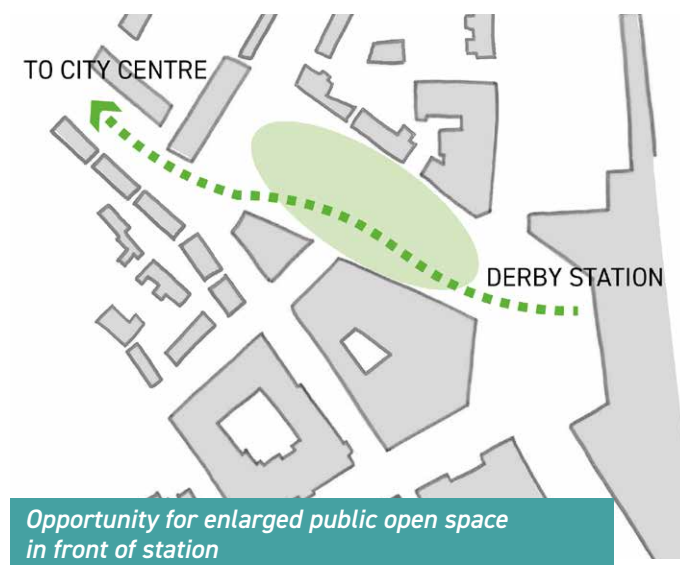 TO CITY CENTRE
DERBY STATION
Opportunity for enlarged public open space
in front of station